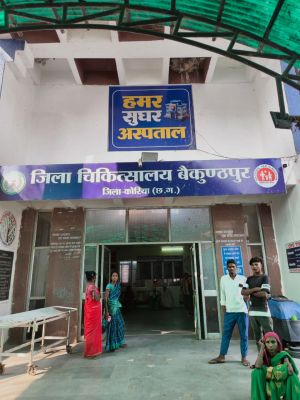 हमर
सुघर
अस्पताल
जिला चिकित्सालय बैकुण्ठपुर
जिला-कोरिया (छ.ग.)